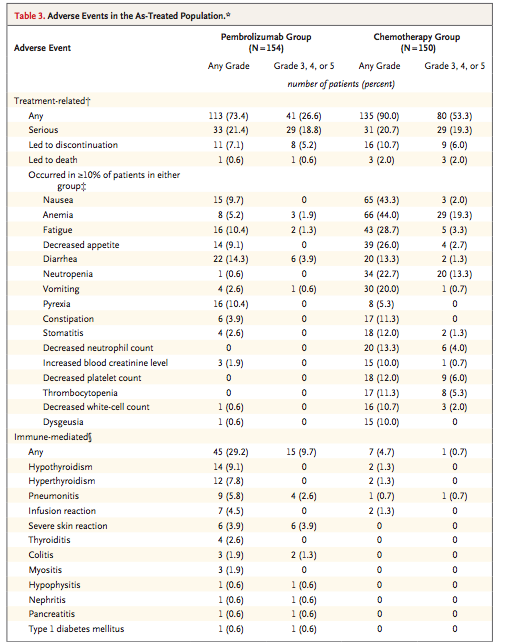 Table 3. Adverse Events in the As-Treated Population.*
Adverse Event Pembrolizumab Group (N=154) Chemotherapy Group (N=150)
Any Grade Grade 3, 4, or 5 Any Grade Grade 3, 4, or 5
number of patients (percent)
Treatment-related†
Any 113 (73.4) 41 (26.6) 135 (90.0) 80 (53.3)
Serious 33 (21.4) 29 (18.8) 31 (20.7) 29 (19.3)
Led to discontinuation 11 (7.1) 8 (5.2) 16 (10.7) 9 (6.0)
Led to death 1 (0.6) 1 (0.6) 3 (2.0) 3 (2.0)
Occurred in ≥10% of patients in either
group‡
Nausea 15 (9.7) 0 65 (43.3) 3 (2.0)
Anemia 8 (5.2) 3 (1.9) 66 (44.0) 29 (19.3)
Fatigue 16 (10.4) 2 (1.3) 43 (28.7) 5 (3.3)
Decreased appetite 14 (9.1) 0 39 (26.0) 4 (2.7)
Diarrhea 22 (14.3) 6 (3.9) 20 (13.3) 2 (1.3)
Neutropenia 1 (0.6) 0 34 (22.7) 20 (13.3)
Vomiting 4 (2.6) 1 (0.6) 30 (20.0) 1 (0.7)
Pyrexia 16 (10.4) 0 8 (5.3) 0
Constipation 6 (3.9) 0 17 (11.3) 0
Stomatitis 4 (2.6) 0 18 (12.0) 2 (1.3)
Decreased neutrophil count 0 0 20 (13.3) 6 (4.0)
Increased blood creatinine level 3 (1.9) 0 15 (10.0) 1 (0.7)
Decreased platelet count 0 0 18 (12.0) 9 (6.0)
Thrombocytopenia 0 0 17 (11.3) 8 (5.3)
Decreased white-cell count 1 (0.6) 0 16 (10.7) 3 (2.0)
Dysgeusia 1 (0.6) 0 15 (10.0) 0
Immune-mediated§
Any 45 (29.2) 15 (9.7) 7 (4.7) 1 (0.7)
Hypothyroidism 14 (9.1) 0 2 (1.3) 0
Hyperthyroidism 12 (7.8) 0 2 (1.3) 0
Pneumonitis 9 (5.8) 4 (2.6) 1 (0.7) 1 (0.7)
Infusion reaction 7 (4.5) 0 2 (1.3) 0
Severe skin reaction 6 (3.9) 6 (3.9) 0 0
Thyroiditis 4 (2.6) 0 0 0
Colitis 3 (1.9) 2 (1.3) 0 0
Myositis 3 (1.9) 0 0 0
Hypophysitis 1 (0.6) 1 (0.6) 0 0
Nephritis 1 (0.6) 1 (0.6) 0 0
Pancreatitis 1 (0.6) 1 (0.6) 0 0
Type 1 diabetes mellitus 1 (0.6) 1 (0.6) 0 0